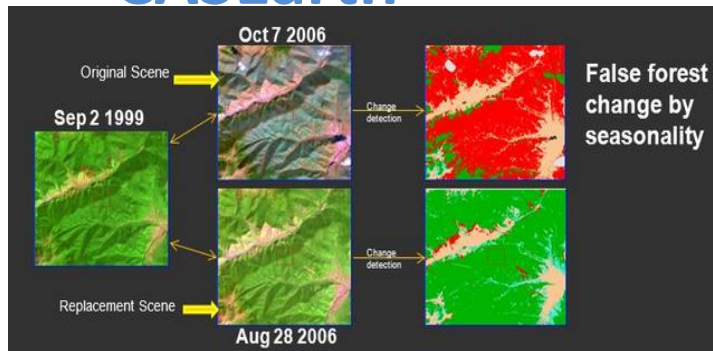 CASEarth
Oct 7 2006
Original Scene
Sep 2 1999
Change
detection
False forest
change by
seasonality
Replacement Scene
Change
detection
Aug 28 2006